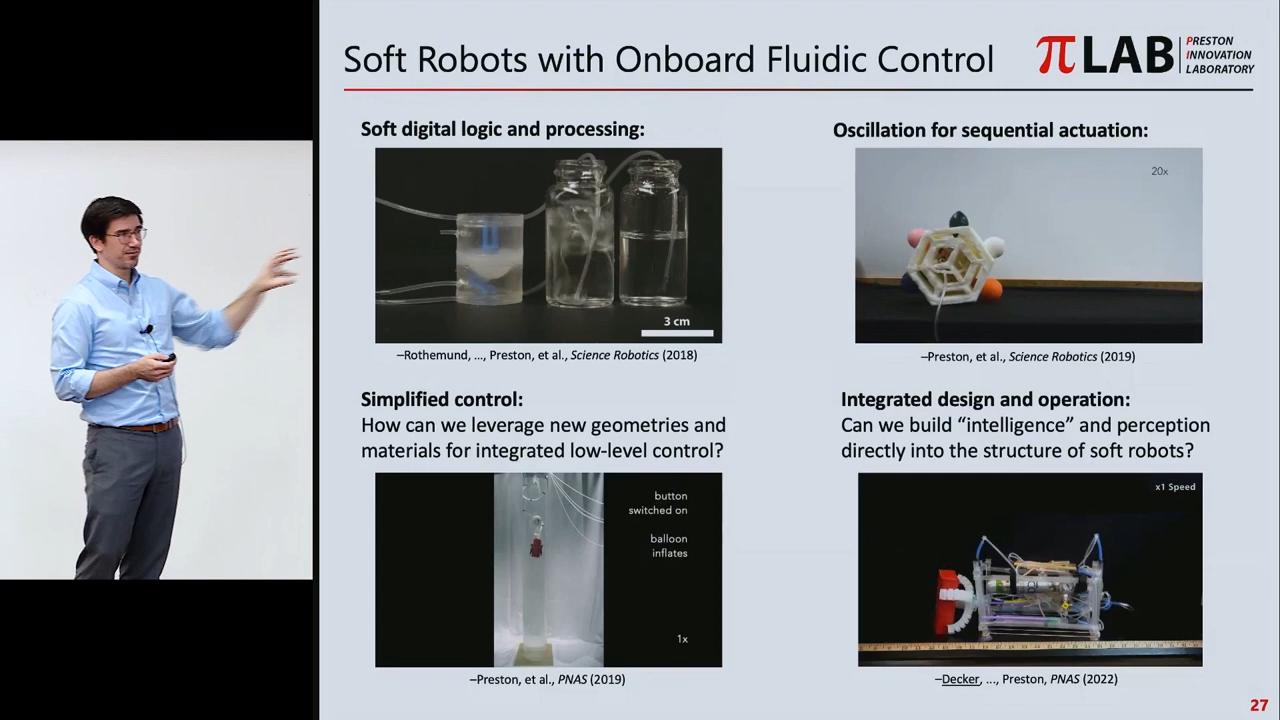 Soft Robots with Onboard Fluidic Control
πLAB
PRESTON
INNOVATION
LABORATORY
Soft digital logic and processing:
3 cm
–Rothemund, ..., Preston, et al., Science Robotics (2018)
Oscillation for sequential actuation:
20x
–Preston, et al., Science Robotics (2019)
Simplified control:
How can we leverage new geometries and
materials for integrated low-level control?
button
switched on
balloon
inflates
1x
–Preston, et al., PNAS (2019)
Integrated design and operation:
Can we build “intelligence” and perception
directly into the structure of soft robots?
x1 Speed
–Decker, ..., Preston, PNAS (2022)
27